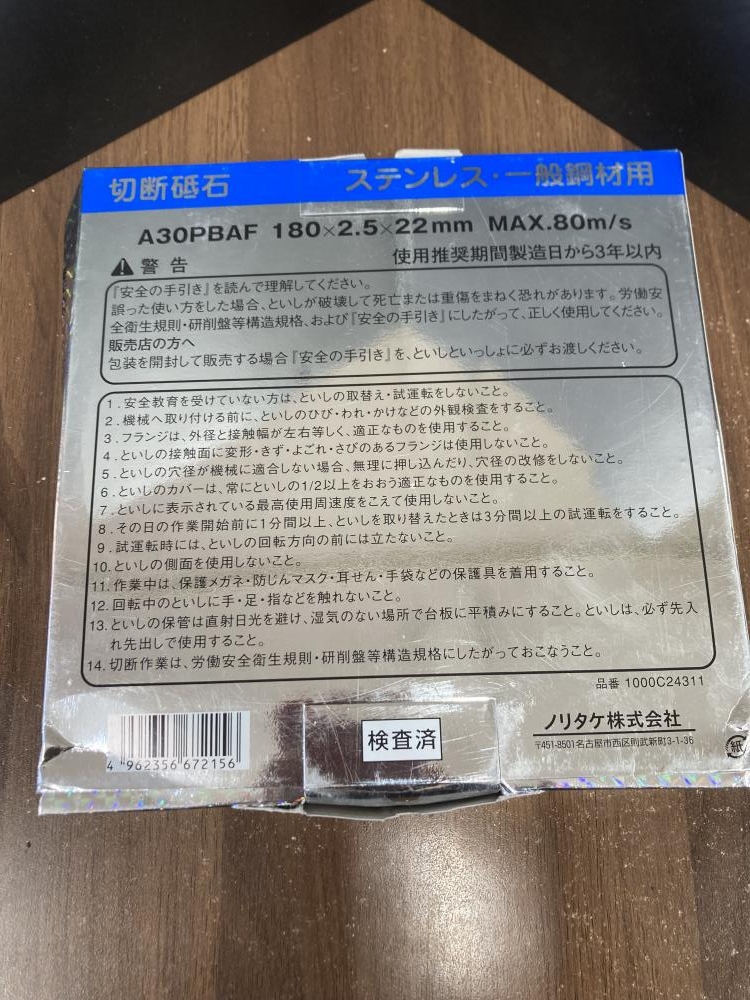 切断砥石 ステンレス・一般鋼材用
A30PBAF 180×2.5×22mm MAX.80m/s
警告 使用推奨期間製造日から3年以内
『安全の手引き』を読んで理解してください。
誤った使い方をした場合、といしが破壊して死亡または重傷をまねく恐れがあります。労働安
全衛生規則・研削盤等構造規格、および『安全の手引き』にしたがって、正しく使用してください。
販売店の方へ
包装を開封して販売する場合『安全の手引き』を、といしといっしょに必ずお渡しください。
1. 安全教育を受けていない方は、といしの取替え・試運転をしないこと。
2. 機械へ取り付ける前に、といしのひび・われ・かけなどの外観検査をすること。
3. フランジは、外径と接触幅が左右等しく、適正なものを使用すること。
4. といしの接触面に変形・きず・よごれ・さびのあるフランジは使用しないこと。
5. といしの穴径が機械に適合しない場合、無理に押し込んだり、穴径の改修をしないこと。
6. といしのカバーは、常にといしの1/2以上をおおう適正なものを使用すること。
7. といしに表示されている最高使用周速度をこえて使用しないこと。
8. その日の作業開始前に1分間以上、といしを取り替えたときは3分間以上の試運転をすること。
9. 試運転時には、といしの回転方向の前には立たないこと。
10. といしの側面を使用しないこと。
11. 作業中は、保護メガネ・防じんマスク・耳せん・手袋などの保護具を着用すること。
12. 回転中のといしに手・足・指などを触れないこと。
13. といしの保管は直射日光を避け、湿気のない場所で台板に平積みにすること。といしは、必ず先入
れ先出しで使用すること。
14. 切断作業は、労働安全衛生規則・研削盤等構造規格にしたがっておこなうこと。
品番 1000C24311
4 962356 672156
検査済
ノリタケ株式会社
〒451-8501名古屋市西区則武新町3-1-36
紙